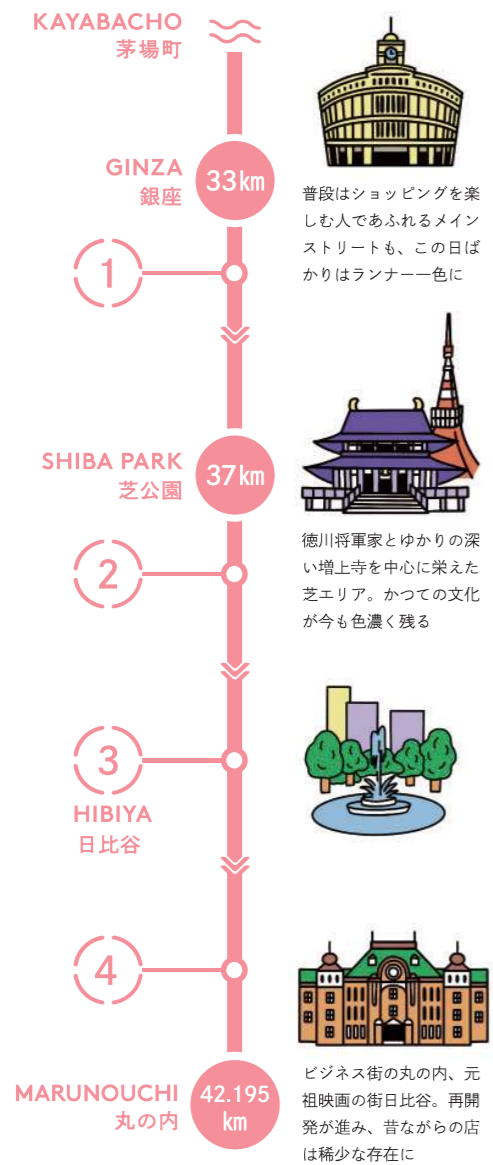 KAYABACHO
茅場町
GINZA
銀座
33km
普段はショッピングを楽
しむ人であふれるメイン
ストリートも、この日ば
かりはランナー一色に
1
SHIBA PARK
芝公園
37km
徳川将軍家とゆかりの深
い増上寺を中心に栄えた
芝エリア。かつての文化
が今も色濃く残る
2
3
HIBIYA
日比谷
4
MARUNOUCHI
丸の内
42.195
km
ビジネス街の丸の内、元
祖映画の街日比谷。再開
発が進み、昔ながらの店
は稀少な存在に